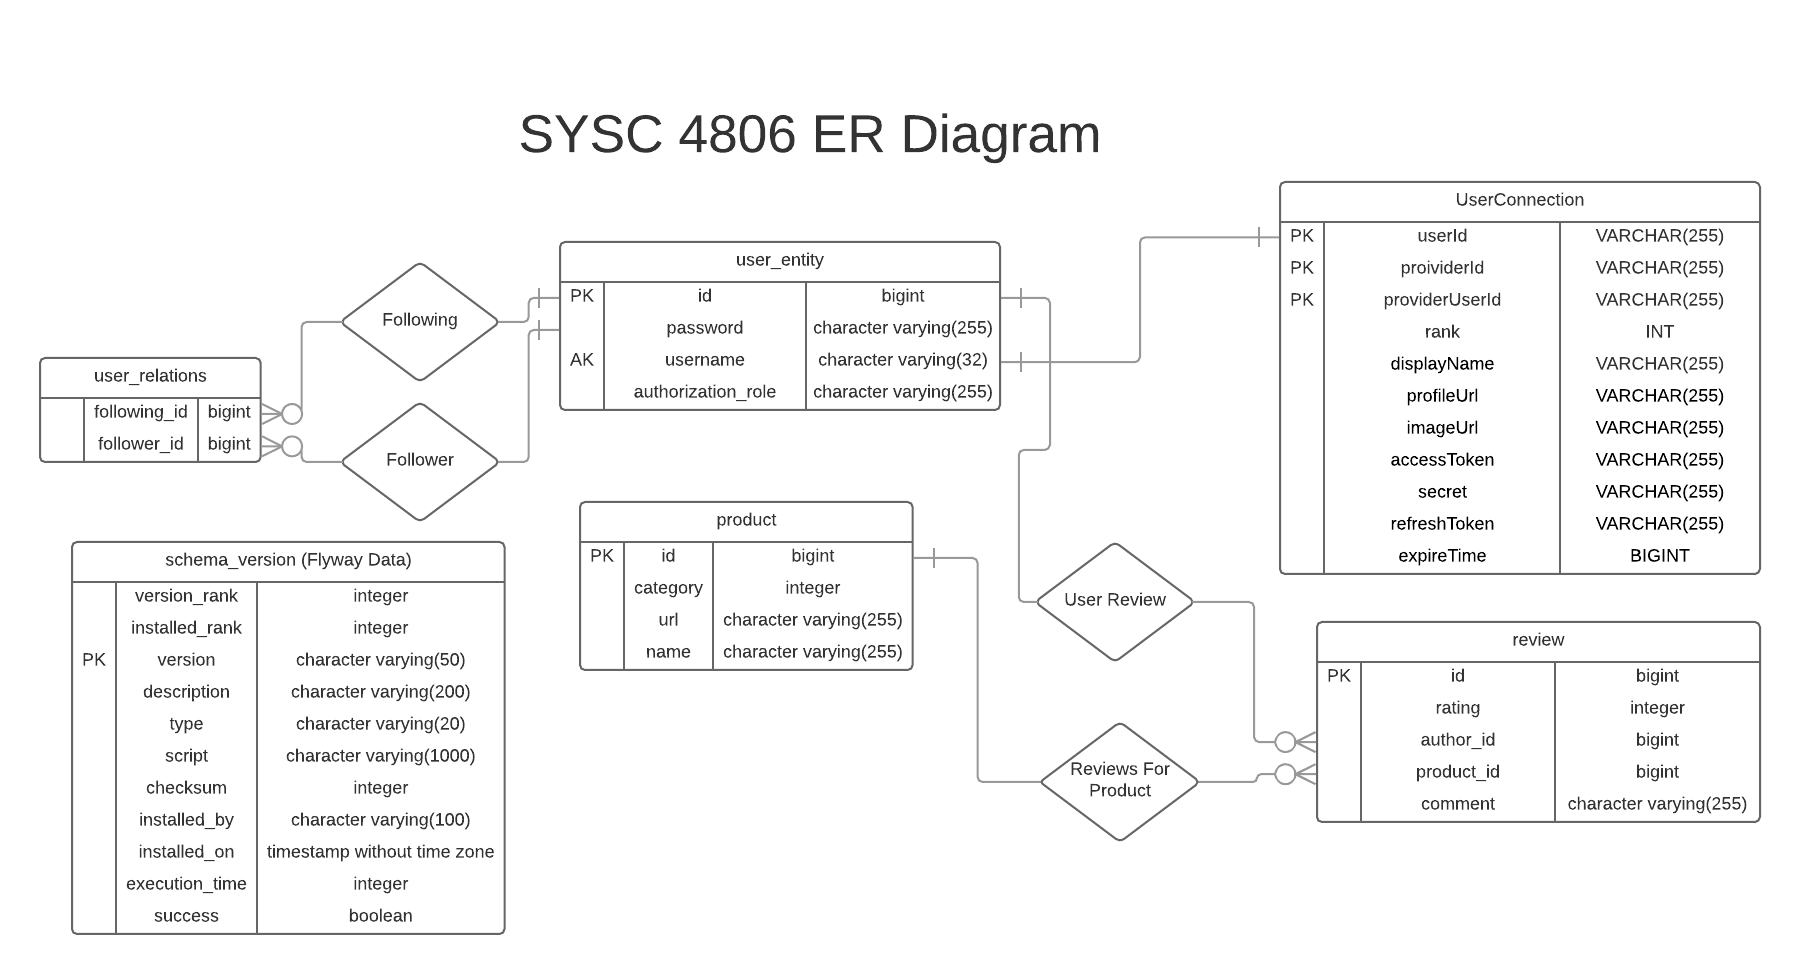 SYSC 4806 ER Diagram
UserConnection
PK userId VARCHAR(255)
PK proividerId VARCHAR(255)
PK providerUserId VARCHAR(255)
rank INT
displayName VARCHAR(255)
profileUrl VARCHAR(255)
imageUrl VARCHAR(255)
accessToken VARCHAR(255)
secret VARCHAR(255)
refreshToken VARCHAR(255)
expireTime BIGINT
user_entity
PK id bigint
password character varying(255)
AK username character varying(32)
authorization_role character varying(255)
Following
user_relations
following_id bigint
follower_id bigint
Follower
product
PK id bigint
category integer
url character varying(255)
name character varying(255)
schema_version (Flyway Data)
version_rank integer
installed_rank integer
PK version character varying(50)
description character varying(200)
type character varying(20)
script character varying(1000)
checksum integer
installed_by character varying(100)
installed_on timestamp without time zone
execution_time integer
success boolean
User Review
Reviews For
Product
review
PK id bigint
rating integer
author_id bigint
product_id bigint
comment character varying(255)